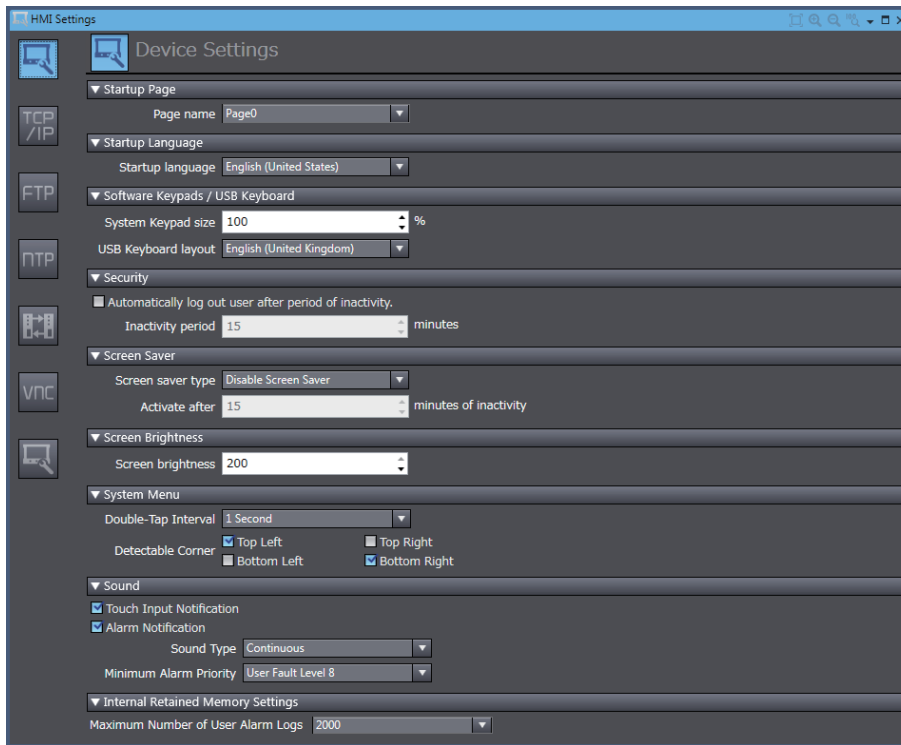 HMI Settings
Device Settings
TCP
/IP
FTP
NTP
VNC
Startup Page
Page name Page0
Startup Language
Startup language English (United States)
Software Keypads / USB Keyboard
System Keypad size 100 %
USB Keyboard layout English (United Kingdom)
Security
Automatically log out user after period of inactivity.
Inactivity period 15 minutes
Screen Saver
Screen saver type Disable Screen Saver
Activate after 15 minutes of inactivity
Screen Brightness
Screen brightness 200
System Menu
Double-Tap Interval 1 Second
Detectable Corner Top Left Top Right
Bottom Left Bottom Right
Sound
Touch Input Notification
Alarm Notification
Sound Type Continuous
Minimum Alarm Priority User Fault Level 8
Internal Retained Memory Settings
Maximum Number of User Alarm Logs 2000